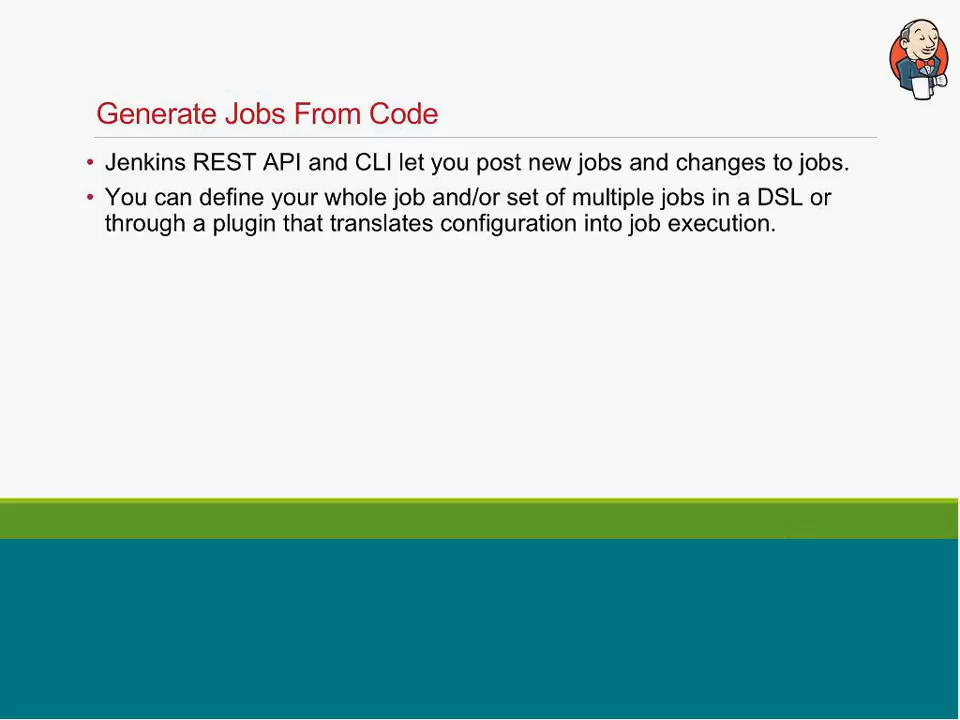 Generate Jobs From Code
• Jenkins REST API and CLI let you post new jobs and changes to jobs.
• You can define your whole job and/or set of multiple jobs in a DSL or
through a plugin that translates configuration into job execution.